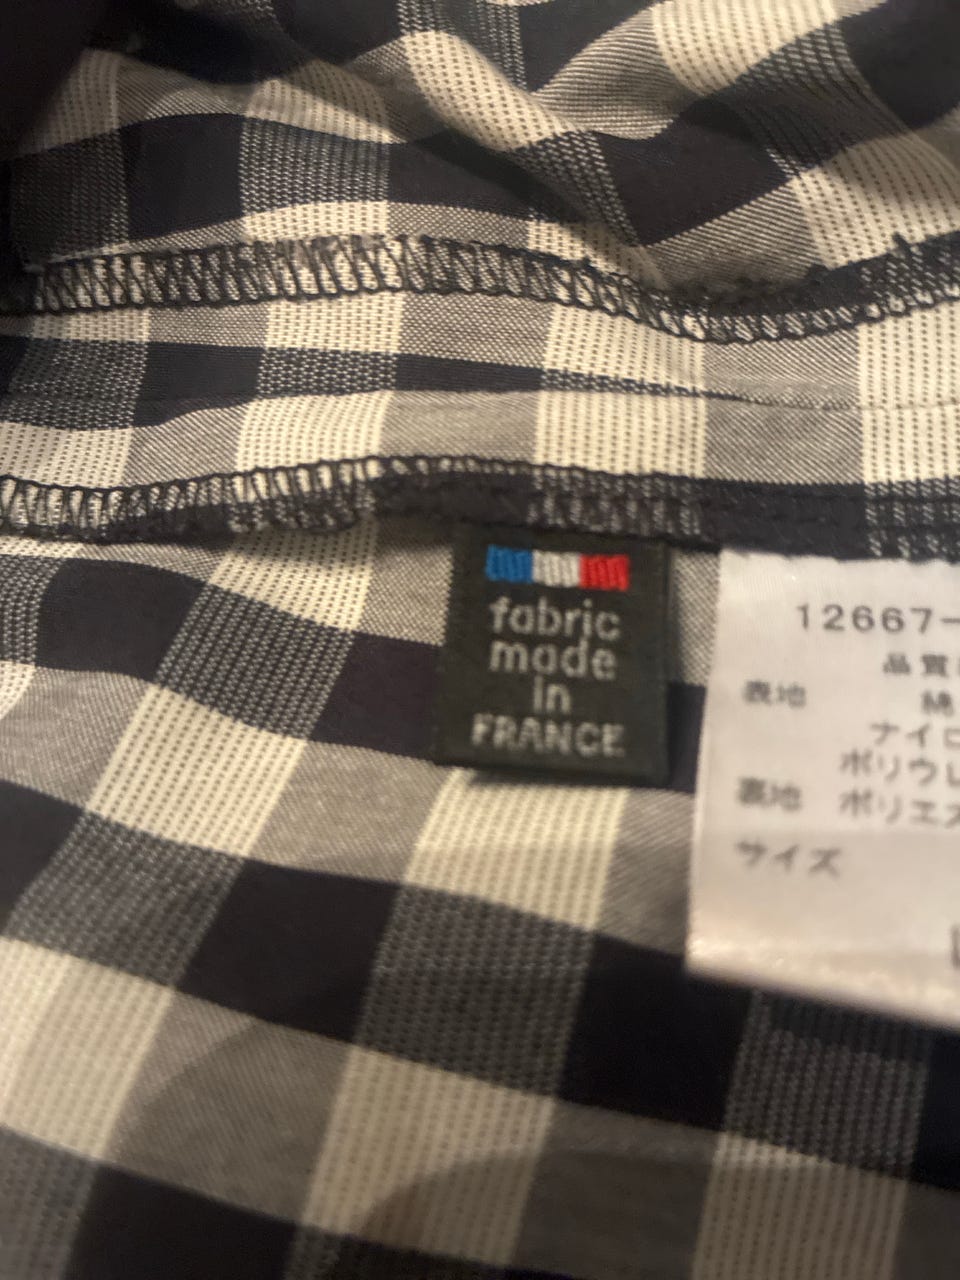 fabric
made
in
FRANCE
12667-
品質
表地 綿
ナイロ
ポリウレ
裏地 ポリエス
サイズ